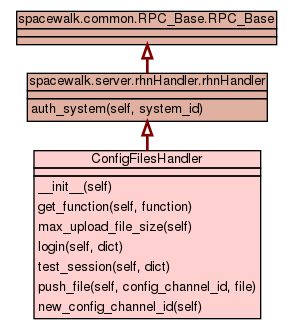 spacewalk.common.RPC_Base.RPC_Base
spacewalk.server.rhnHandler.rhnHandler
auth_system(self, system_id)
ConfigFilesHandler
__init__(self)
get_function(self, function)
max_upload_file_size(self)
login(self, dict)
test_session(self, dict)
push_file(self, config_channel_id, file)
new_config_channel_id(self)